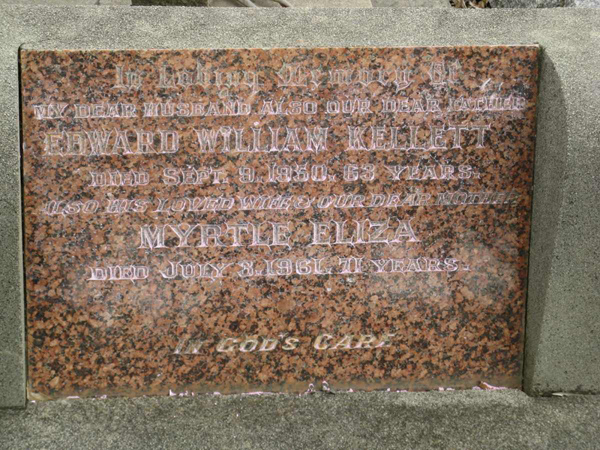 In Loving Memory Of
MY DEAR HUSBAND ALSO OUR DEAR FATHER
EDWARD WILLIAM KELLETT
DIED SEPT. 9. 1950. 63 YEARS.
ALSO HIS LOVED WIFE & OUR DEAR MOTHER
MYRTLE ELIZA
DIED JULY 3. 1961. 71 YEARS.
IN GOD'S CARE